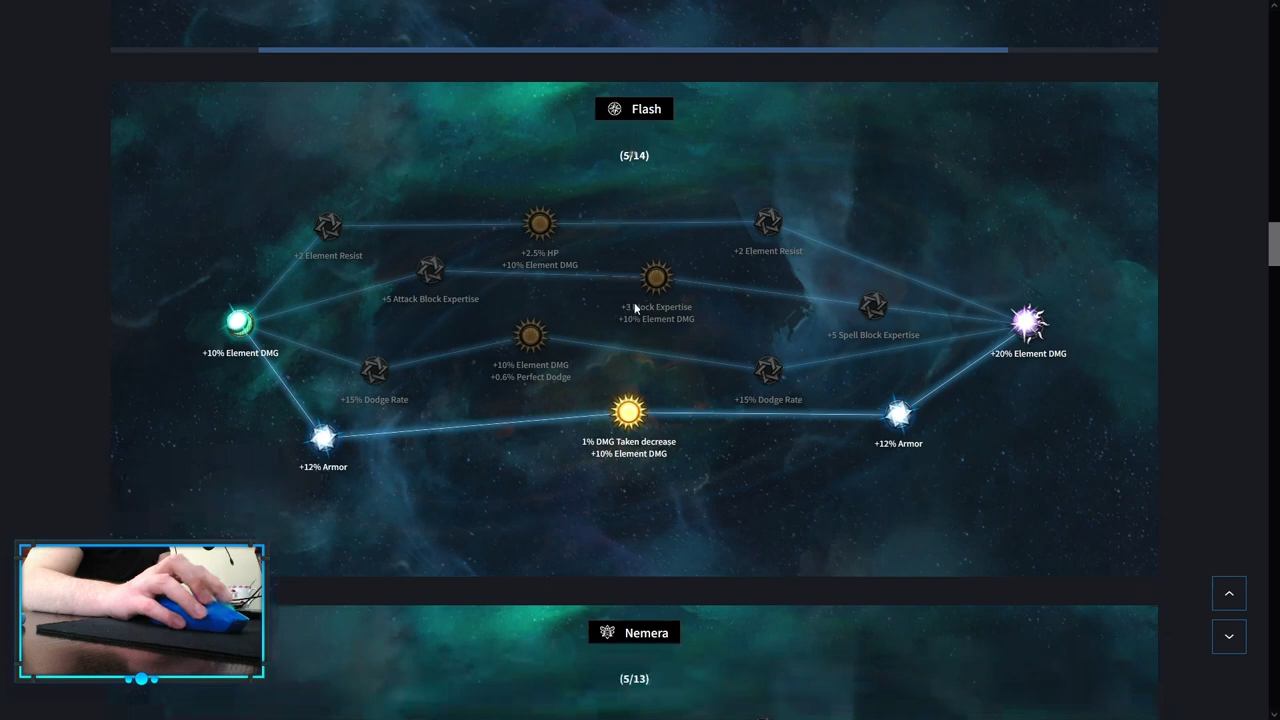 Flash
(5/14)
+2 Element Resist
+2.5% HP
+10% Element DMG
+2 Element Resist
+5 Attack Block Expertise
+3 Block Expertise
+10% Element DMG
+5 Spell Block Expertise
+10% Element DMG
+20% Element DMG
+15% Dodge Rate
+10% Element DMG
+0.6% Perfect Dodge
+15% Dodge Rate
+12% Armor
1% DMG Taken decrease
+10% Element DMG
+12% Armor
Nemera
(5/13)